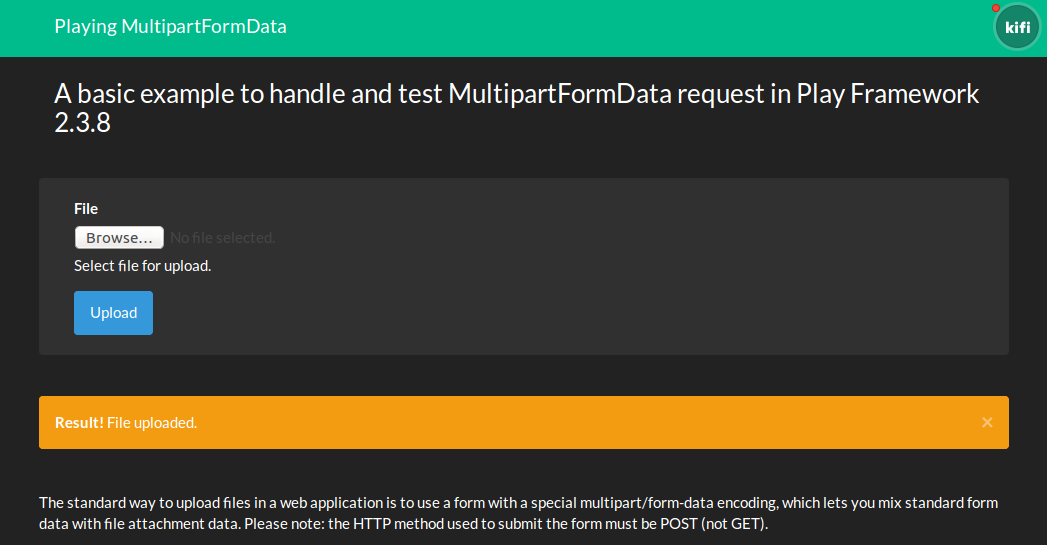 Playing MultipartFormData
kifi
A basic example to handle and test MultipartFormData request in Play Framework
2.3.8
File
Browse... No file selected.
Select file for upload.
Upload
Result! File uploaded.
×
The standard way to upload files in a web application is to use a form with a special multipart/form-data encoding, which lets you mix standard form
data with file attachment data. Please note: the HTTP method used to submit the form must be POST (not GET).